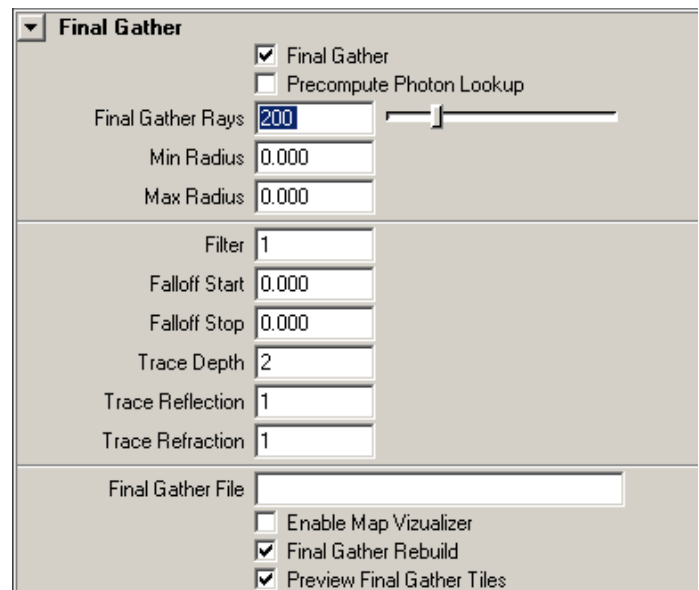 Final Gather
Final Gather
Precompute Photon Lookup
Final Gather Rays 200
Min Radius 0.000
Max Radius 0.000
Filter 1
Falloff Start 0.000
Falloff Stop 0.000
Trace Depth 2
Trace Reflection 1
Trace Refraction 1
Final Gather File
Enable Map Vizualizer
Final Gather Rebuild
Preview Final Gather Tiles